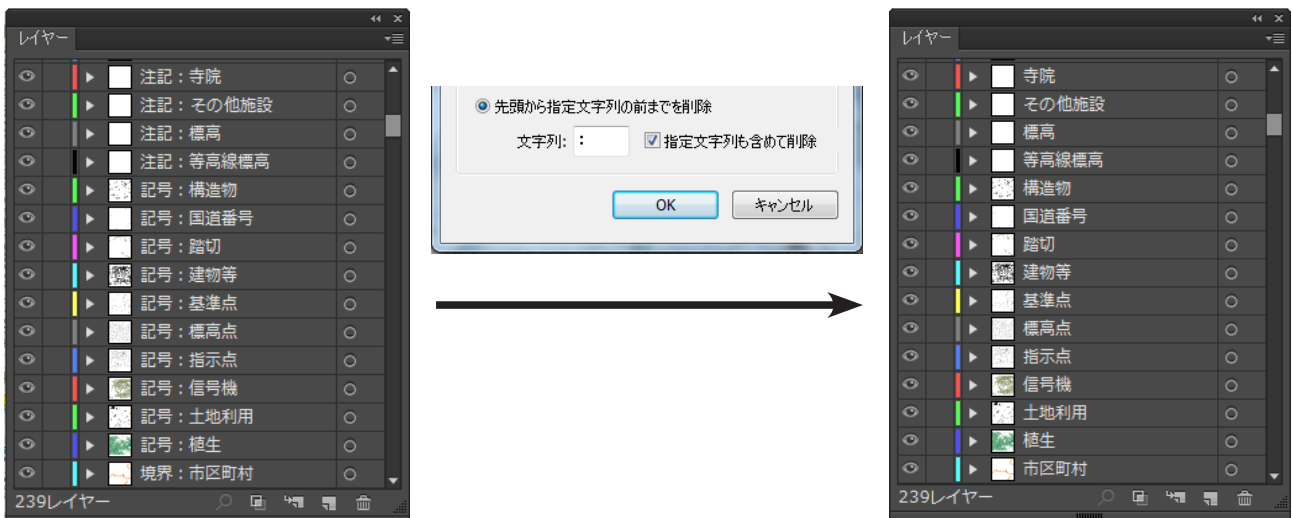 レイヤー
注記：寺院
注記：その他施設
注記：標高
注記：等高線標高
記号：構造物
記号：国道番号
記号：踏切
記号：建物等
記号：基準点
記号：標高点
記号：指示点
記号：信号機
記号：土地利用
記号：植生
境界：市区町村
239レイヤー
先頭から指定文字列の前までを削除
文字列: ：
指定文字列も含めて削除
OK
キャンセル
レイヤー
寺院
その他施設
標高
等高線標高
構造物
国道番号
踏切
建物等
基準点
標高点
指示点
信号機
土地利用
植生
市区町村
239レイヤー